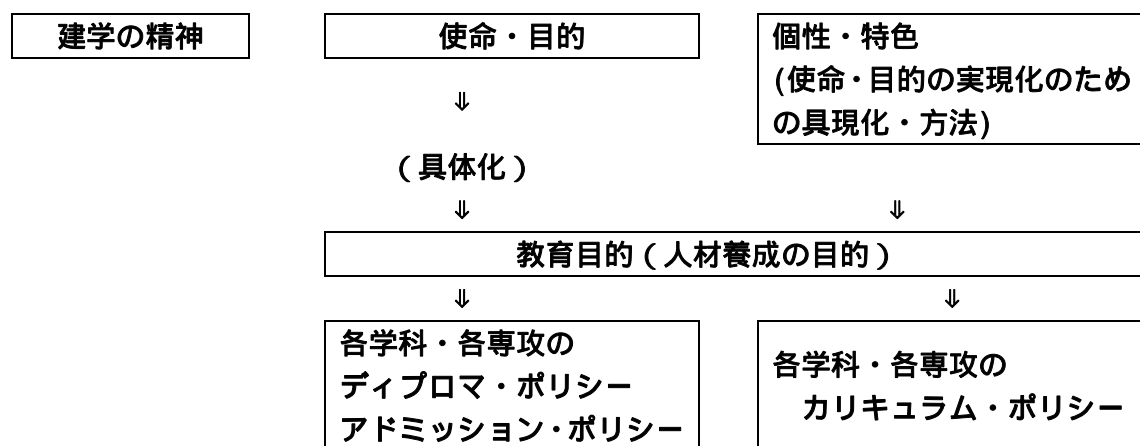 建学の精神
使命・目的
個性・特色
(使命・目的の実現化のため
の具現化・方法)
⇓
(具体化)
⇓
⇓
教育目的(人材養成の目的)
⇓
⇓
各学科・各専攻の
ディプロマ・ポリシー
アドミッション・ポリシー
各学科・各専攻の
カリキュラム・ポリシー